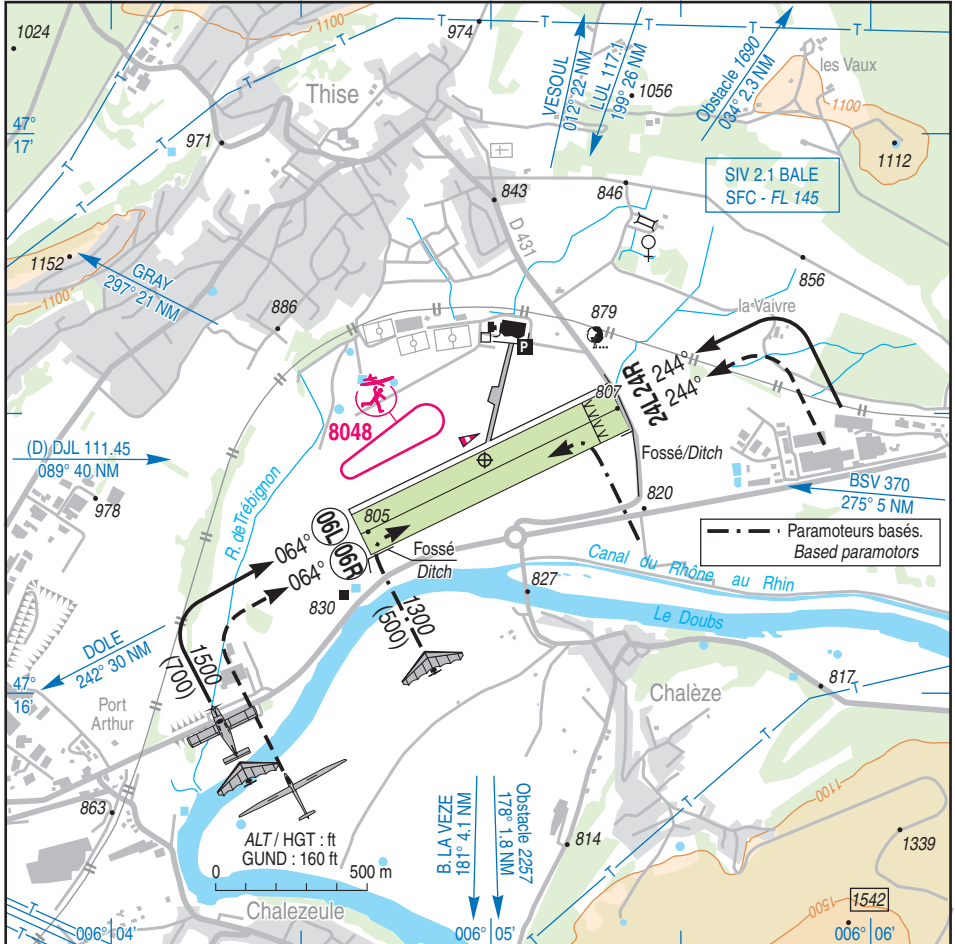 1024
974
T
T
T
T
Thise
VESOUL
012° 22 NM
LUL 117.1
199° 26 NM
1056
Obstacle 1690
034° 2.3 NM
les Vaux
1100
1112
47°
17'
971
T
T
SIV 2.1 BALE
SFC - FL 145
843
846
D 431
1152
1100
GRAY
297° 21 NM
856
886
879
la Vaivre
P
24L24R
244°
244°
807
8048
Fossé/Ditch
(D) DJL 111.45
089° 40 NM
978
R. de Trébignon
BSV 370
275° 5 NM
820
805
06L
06R
064°
064°
Fossé
Ditch
Paramoteurs basés.
Based paramotors
Canal du Rhône au Rhin
Le Doubs
827
830
1300
(500)
DOLE
242° 30 NM
1500
(700)
47°
16'
Port
Arthur
Chalèze
817
T
T
863
814
B.LA VEZE
181° 4.1 NM
Obstacle 2257
178° 1.8 NM
1100
1339
ALT / HGT : ft
GUND : 160 ft
0
500 m
Chalezeule
1542
1500
T
T
006° 04'
006° 05'
006° 06'